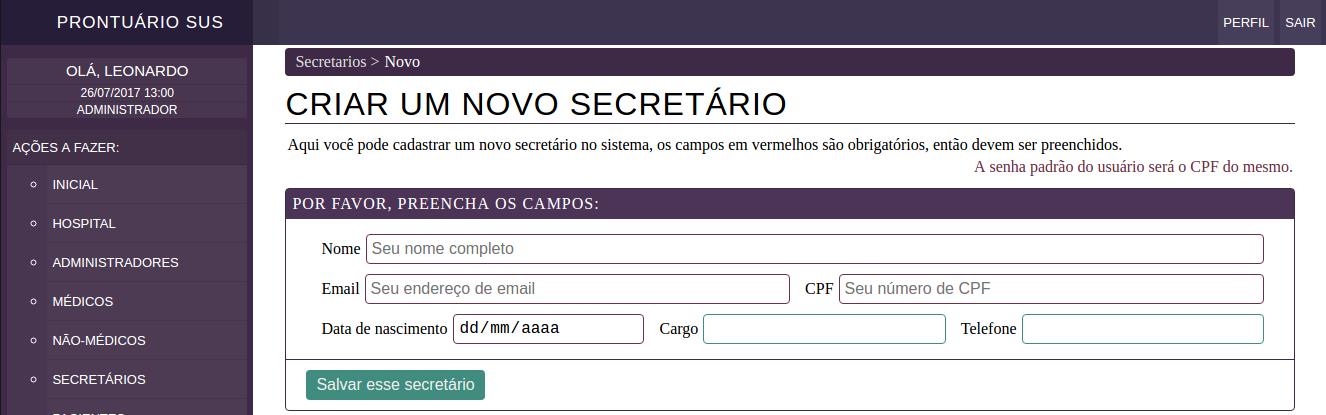 PRONTUÁRIO SUS
PERFIL SAIR
OLÁ, LEONARDO
26/07/2017 13:00
ADMINISTRADOR
AÇÕES A FAZER:
INICIAL
HOSPITAL
ADMINISTRADORES
MÉDICOS
NÃO-MÉDICOS
SECRETÁRIOS
Secretarios > Novo
CRIAR UM NOVO SECRETÁRIO
Aqui você pode cadastrar um novo secretário no sistema, os campos em vermelhos são obrigatórios, então devem ser preenchidos.
A senha padrão do usuário será o CPF do mesmo.
POR FAVOR, PREENCHA OS CAMPOS:
Nome Seu nome completo
Email Seu endereço de email CPF Seu número de CPF
Data de nascimento dd/mm/aaaa Cargo Telefone
Salvar esse secretário